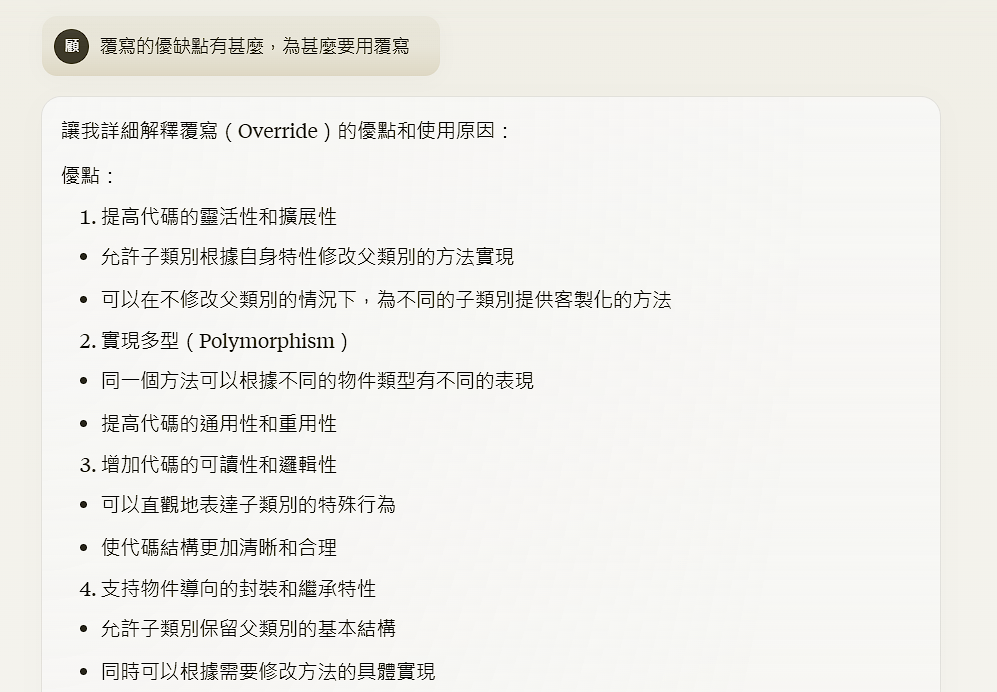 顧
覆寫的優缺點有甚麼，為甚麼要用覆寫
讓我詳細解釋覆寫（Override）的優點和使用原因：
優點：
1. 提高代碼的靈活性和擴展性
• 允許子類別根據自身特性修改父類別的方法實現
• 可以在不修改父類別的情況下，為不同的子類別提供客製化的方法
2. 實現多型（Polymorphism）
• 同一個方法可以根據不同的物件類型有不同的表現
• 提高代碼的通用性和重用性
3. 增加代碼的可讀性和邏輯性
• 可以直觀地表達子類別的特殊行為
• 使代碼結構更加清晰和合理
4. 支持物件導向的封裝和繼承特性
• 允許子類別保留父類別的基本結構
• 同時可以根據需要修改方法的具體實現